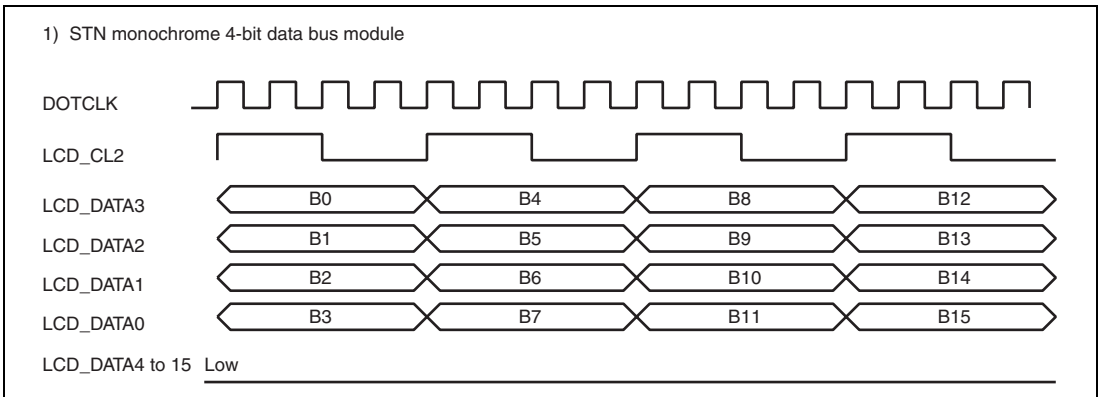 1) STN monochrome 4-bit data bus module
DOTCLK
LCD_CL2
LCD_DATA3 B0 B4 B8 B12
LCD_DATA2 B1 B5 B9 B13
LCD_DATA1 B2 B6 B10 B14
LCD_DATA0 B3 B7 B11 B15
LCD_DATA4 to 15 Low